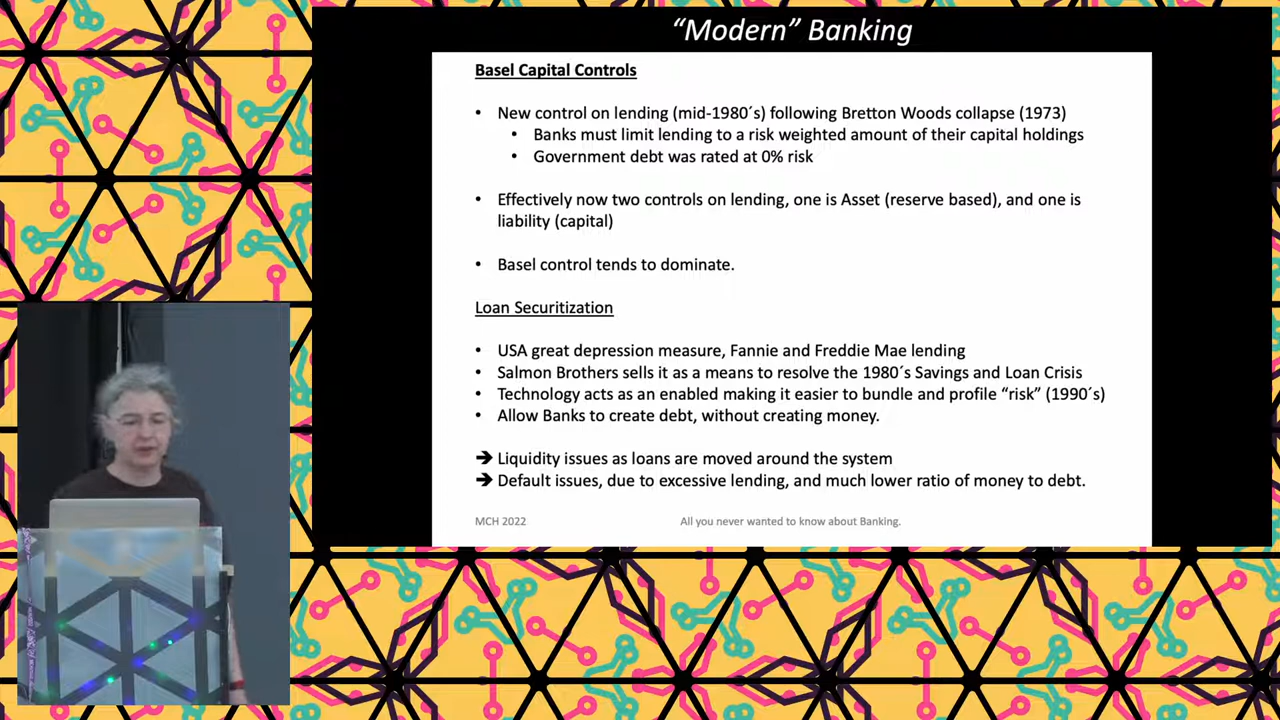 “Modern” Banking
Basel Capital Controls
• New control on lending (mid-1980´s) following Bretton Woods collapse (1973)
• Banks must limit lending to a risk weighted amount of their capital holdings
• Government debt was rated at 0% risk
• Effectively now two controls on lending, one is Asset (reserve based), and one is
liability (capital)
• Basel control tends to dominate.
Loan Securitization
• USA great depression measure, Fannie and Freddie Mae lending
• Salmon Brothers sells it as a means to resolve the 1980´s Savings and Loan Crisis
• Technology acts as an enabled making it easier to bundle and profile “risk” (1990´s)
• Allow Banks to create debt, without creating money.
➔ Liquidity issues as loans are moved around the system
➔ Default issues, due to excessive lending, and much lower ratio of money to debt.
MCH 2022
All you never wanted to know about Banking.